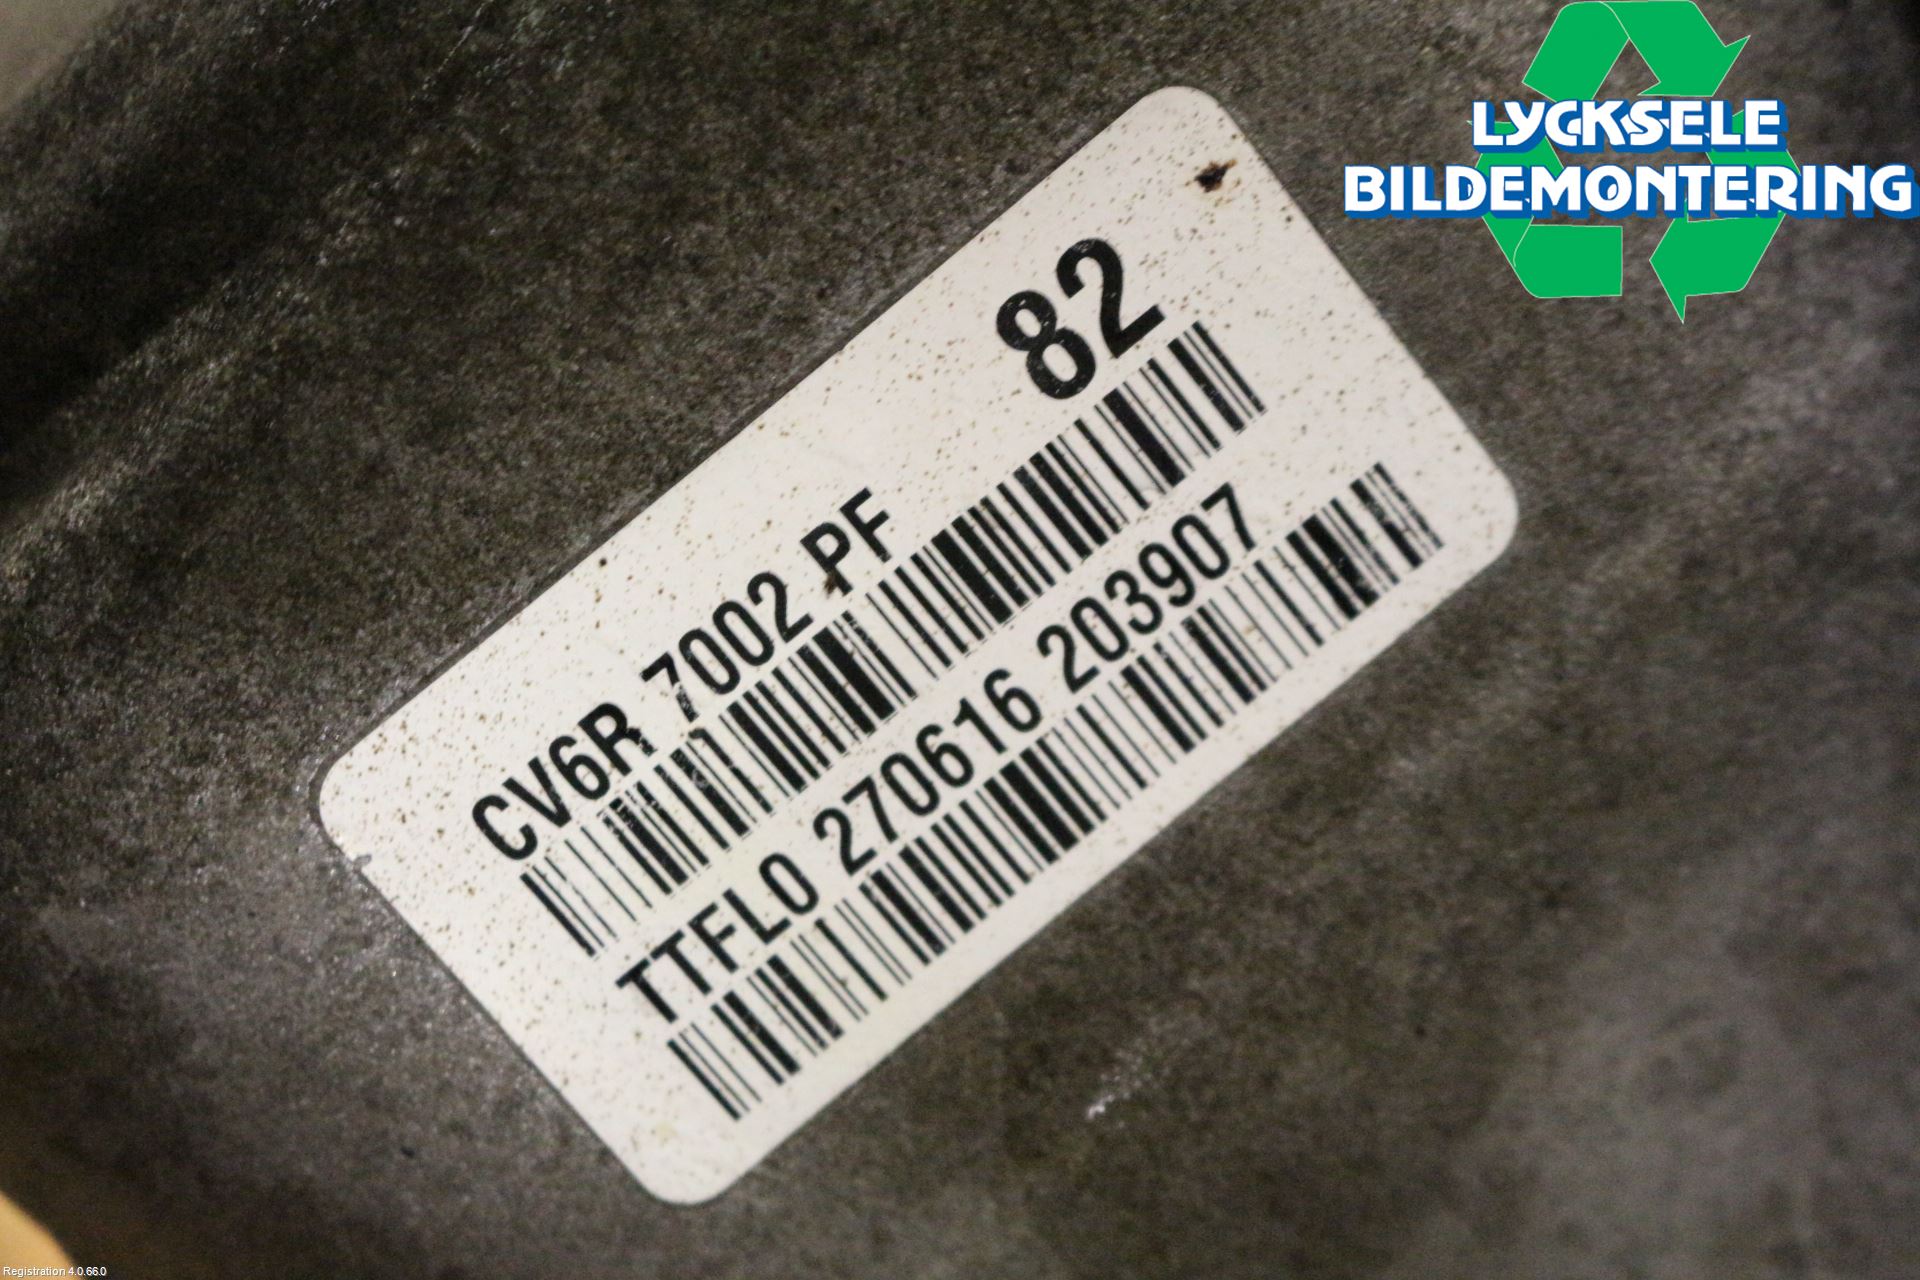 LYCKSELE
BILDEMONTERING
82
CV6R 7002 PF
TTFL0 270616 203907
Registration 4.0.66.0